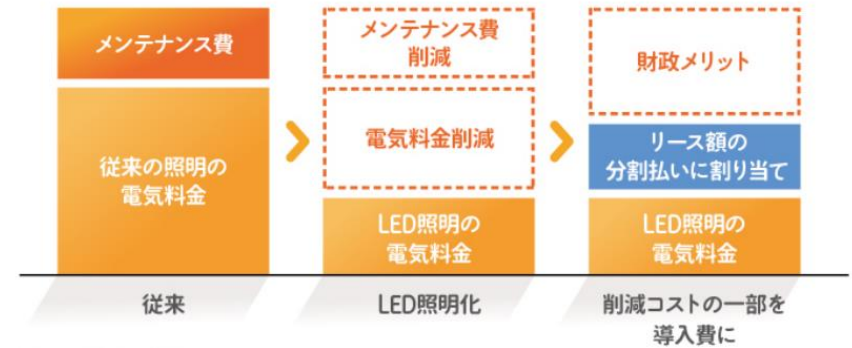 メンテナンス費
従来の照明の
電気料金
従来
メンテナンス費
削減
電気料金削減
LED照明の
電気料金
LED照明化
財政メリット
リース額の
分割払いに割り当て
LED照明の
電気料金
削減コストの一部を
導入費に